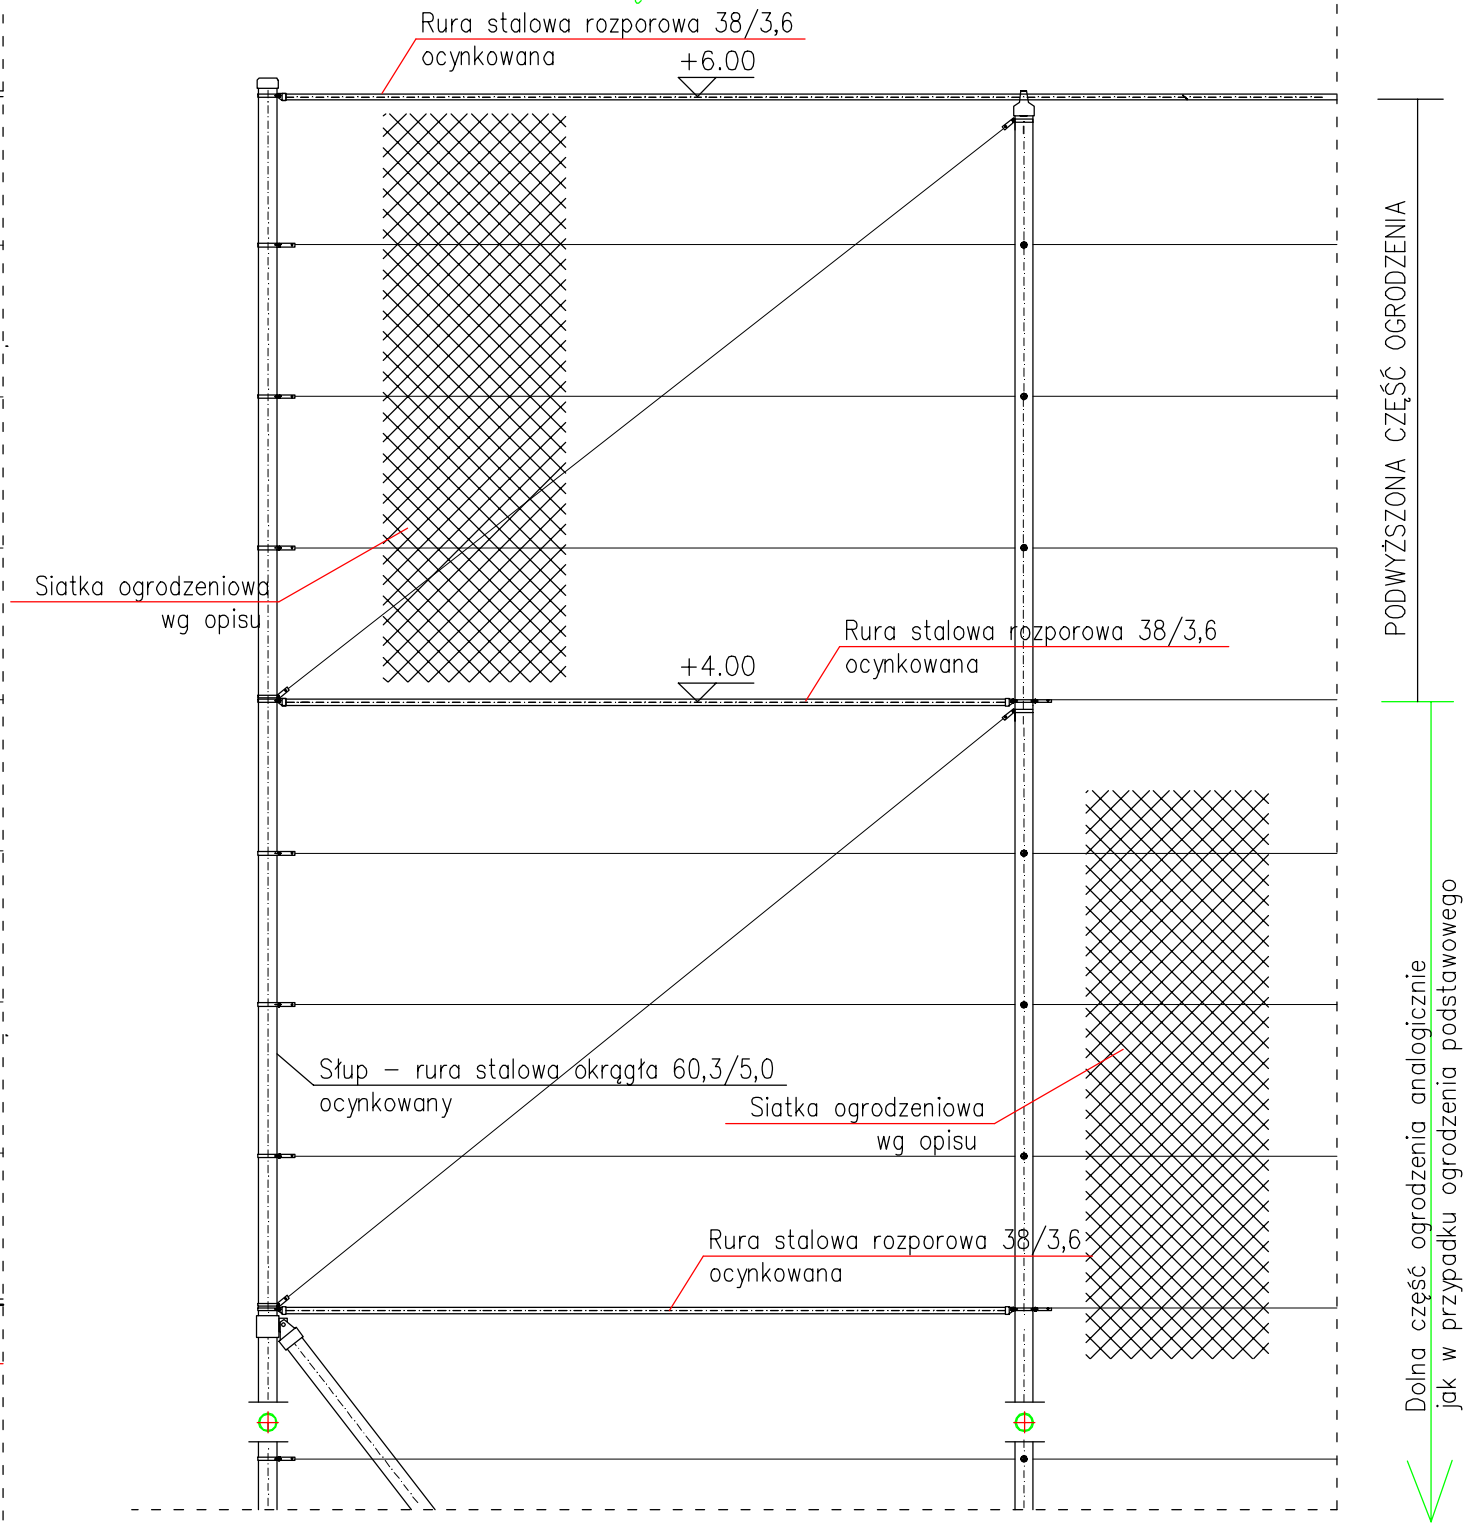 Rura stalowa rozporowa 38/3,6
ocynkowana
+6.00
PODWYŻSZONA CZĘŚĆ OGRODZENIA
Siatka ogrodzeniowa
wg opisu
Rura stalowa rozporowa 38/3,6
ocynkowana
+4.00
Słup – rura stalowa okrągła 60,3/5,0
ocynkowany
Siatka ogrodzeniowa
wg opisu
Rura stalowa rozporowa 38/3,6
ocynkowana
Dolna część ogrodzenia analogicznie
jak w przypadku ogrodzenia podstawowego